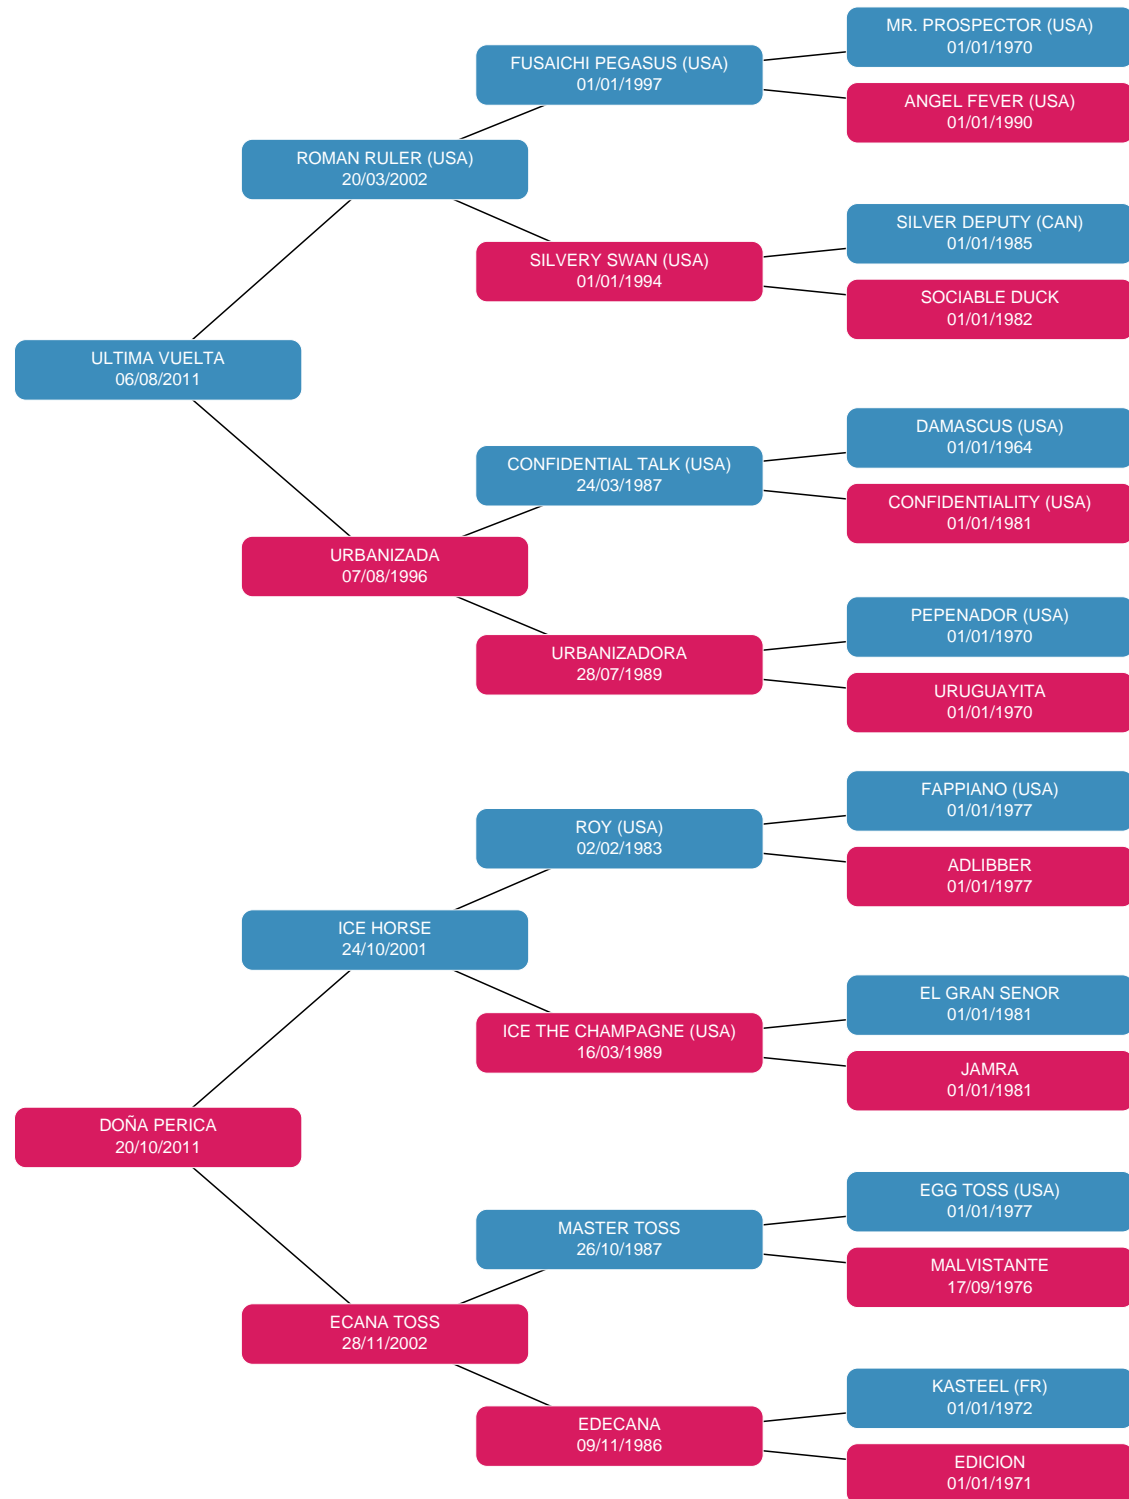 MR. PROSPECTOR (USA)
01/01/1970
FUSAICHI PEGASUS (USA)
01/01/1997
ANGEL FEVER (USA)
01/01/1990
ROMAN RULER (USA)
20/03/2002
SILVER DEPUTY (CAN)
01/01/1985
SILVERY SWAN (USA)
01/01/1994
SOCIABLE DUCK
01/01/1982
ULTIMA VUELTA
06/08/2011
DAMASCUS (USA)
01/01/1964
CONFIDENTIAL TALK (USA)
24/03/1987
CONFIDENTIALITY (USA)
01/01/1981
URBANIZADA
07/08/1996
PEPENADOR (USA)
01/01/1970
URBANIZADORA
28/07/1989
URUGUAYITA
01/01/1970
FAPPIANO (USA)
01/01/1977
ROY (USA)
02/02/1983
ADLIBBER
01/01/1977
ICE HORSE
24/10/2001
EL GRAN SENOR
01/01/1981
ICE THE CHAMPAGNE (USA)
16/03/1989
JAMRA
01/01/1981
DOÑA PERICA
20/10/2011
EGG TOSS (USA)
01/01/1977
MASTER TOSS
26/10/1987
MALVISTANTE
17/09/1976
ECANA TOSS
28/11/2002
KASTEEL (FR)
01/01/1972
EDECANA
09/11/1986
EDICION
01/01/1971